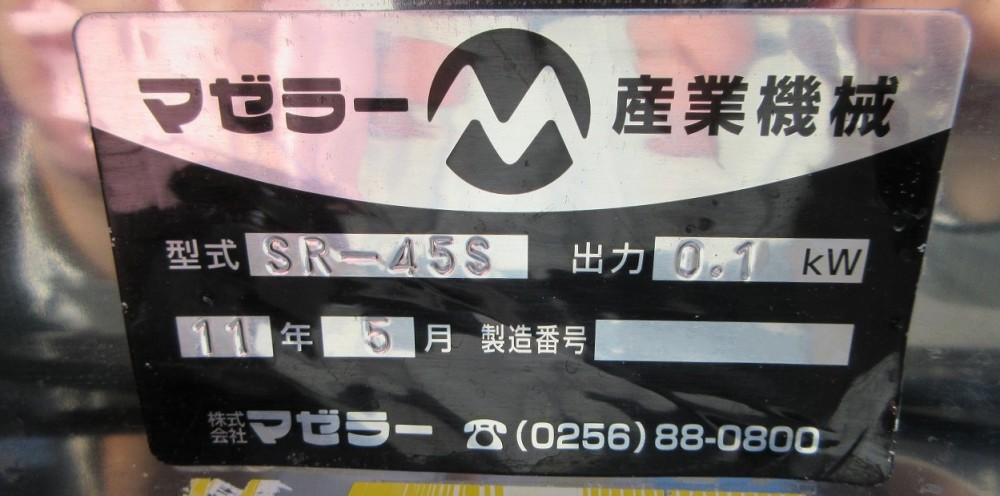 マゼラー 産業機械
型式 SR-45S 出力 0.1 kW
11 年 5 月 製造番号
株式会社 マゼラー ☎(0256)88-0800